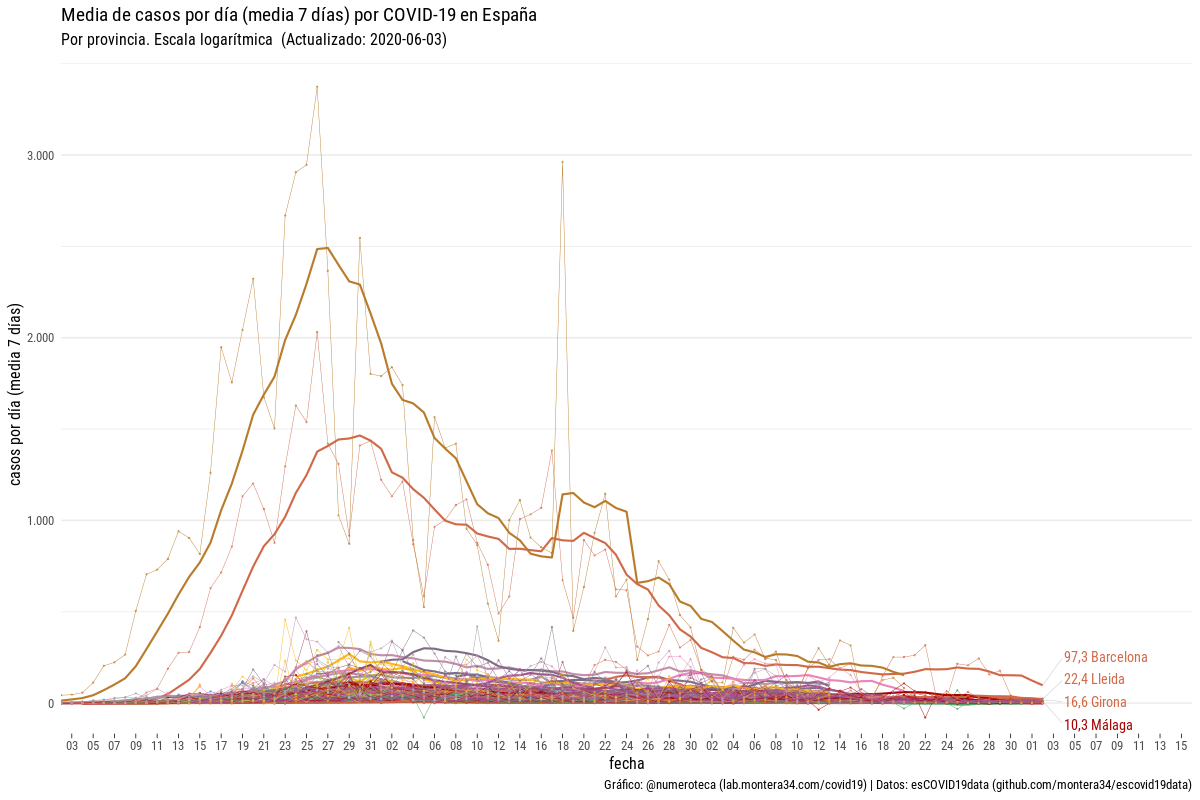 Media de casos por día (media 7 días) por COVID-19 en España
Por provincia. Escala logarítmica  (Actualizado: 2020-06-03)
casos por día (media 7 días)
3.000
2.000
1.000
0
97,3 Barcelona
22,4 Lleida
16,6 Girona
10,3 Málaga
03 05 07 09 11 13 15 17 19 21 23 25 27 29 31 02 04 06 08 10 12 14 16 18 20 22 24 26 28 30 02 04 06 08 10 12 14 16 18 20 22 24 26 28 30 01 03 05 07 09 11 13 15
fecha
Gráfico: @numeroteca (lab.montera34.com/covid19) | Datos: esCOVID19data (github.com/montera34/escovid19data)